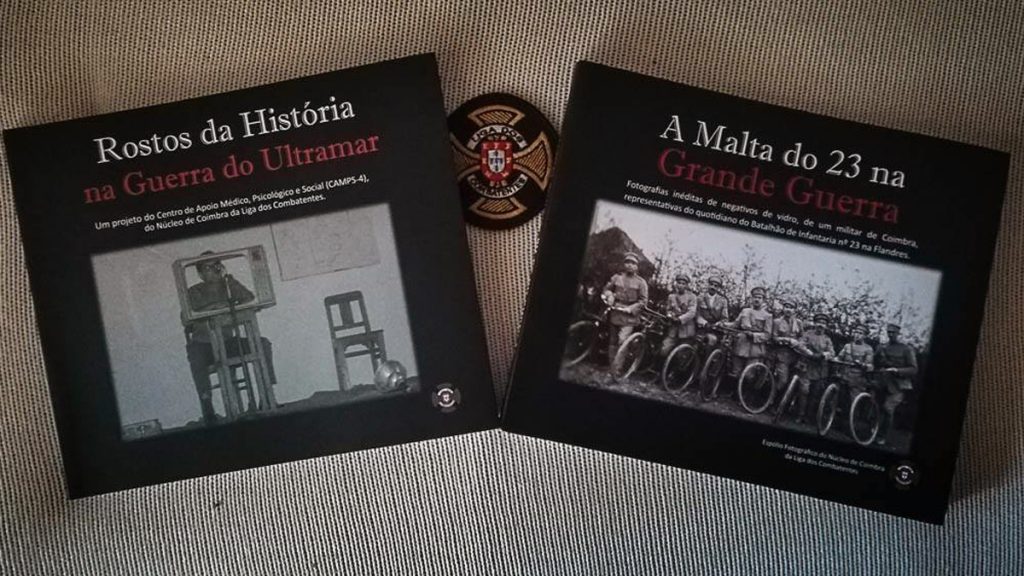 Rostos da História
na Guerra do Ultramar
Um projeto do Centro de Apoio Médico, Psicológico e Social (CAMPS-4),
do Núcleo de Coimbra da Liga dos Combatentes.
LIGA DOS
COMBATENTES
A Malta do 23 na
Grande Guerra
Fotografias inéditas de negativos de vidro, de um militar de Coimbra,
representativas do quotidiano do Batalhão de Infantaria nº 23 na Flandres.
Espólio Fotográfico do Núcleo de Coimbra
da Liga dos Combatentes.